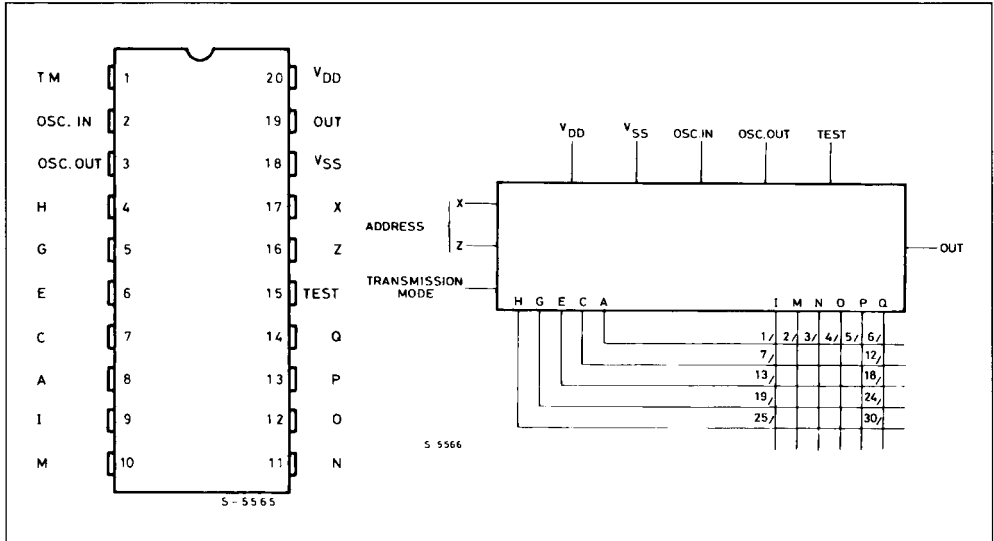 TM 1 20 VDD
OSC. IN 2 19 OUT
OSC. OUT 3 18 VSS
H 4 17 X
G 5 16 Z
E 6 15 TEST
C 7 14 Q
A 8 13 P
I 9 12 O
M 10 11 N
S-5565
VDD VSS OSC.IN OSC.OUT TEST
X
ADDRESS
Z
OUT
TRANSMISSION
MODE
H G E C A I M N O P Q
1/ 2/ 3/ 4/ 5/ 6/
7/ 12/
13/ 18/
19/ 24/
25/ 30/
S 5566